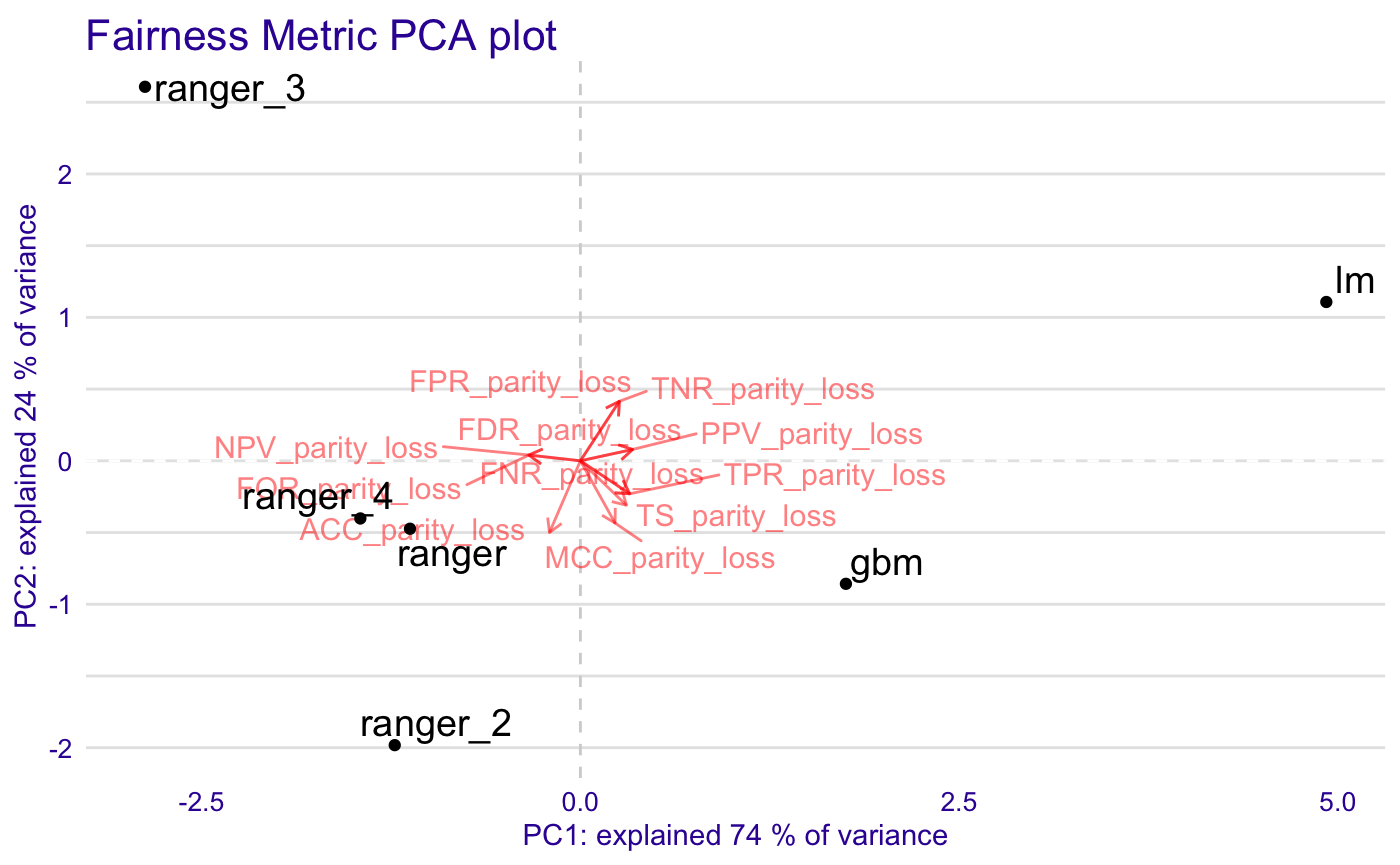 Fairness Metric PCA plot
ranger_3
2
lm
1
FPR_parity_loss
TNR_parity_loss
FDR_parity_loss
PPV_parity_loss
NPV_parity_loss
0
FNR_parity_loss
TPR_parity_loss
FOR_parity_loss
ranger_4
TS_parity_loss
ACC_parity_loss
ranger
MCC_parity_loss
gbm
-1
ranger_2
-2
PC2: explained 24 % of variance
-2.5
0.0
2.5
5.0
PC1: explained 74 % of variance